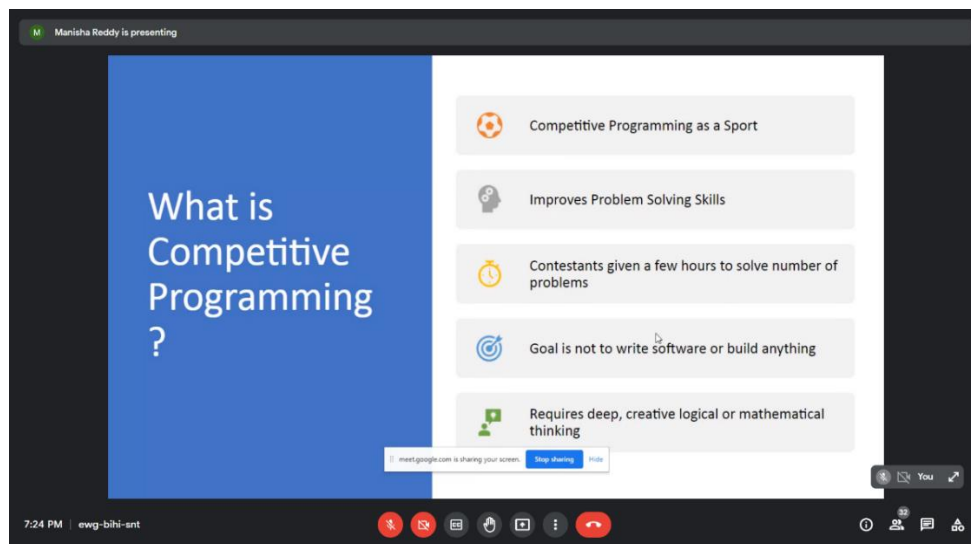 M Manisha Reddy is presenting
What is
Competitive
Programming
?
Competitive Programming as a Sport
Improves Problem Solving Skills
Contestants given a few hours to solve number of
problems
Goal is not to write software or build anything
Requires deep, creative logical or mathematical
thinking
meet.google.com is sharing your screen. Stop sharing Hide
You
7:24 PM | ewg-bihi-snt
32